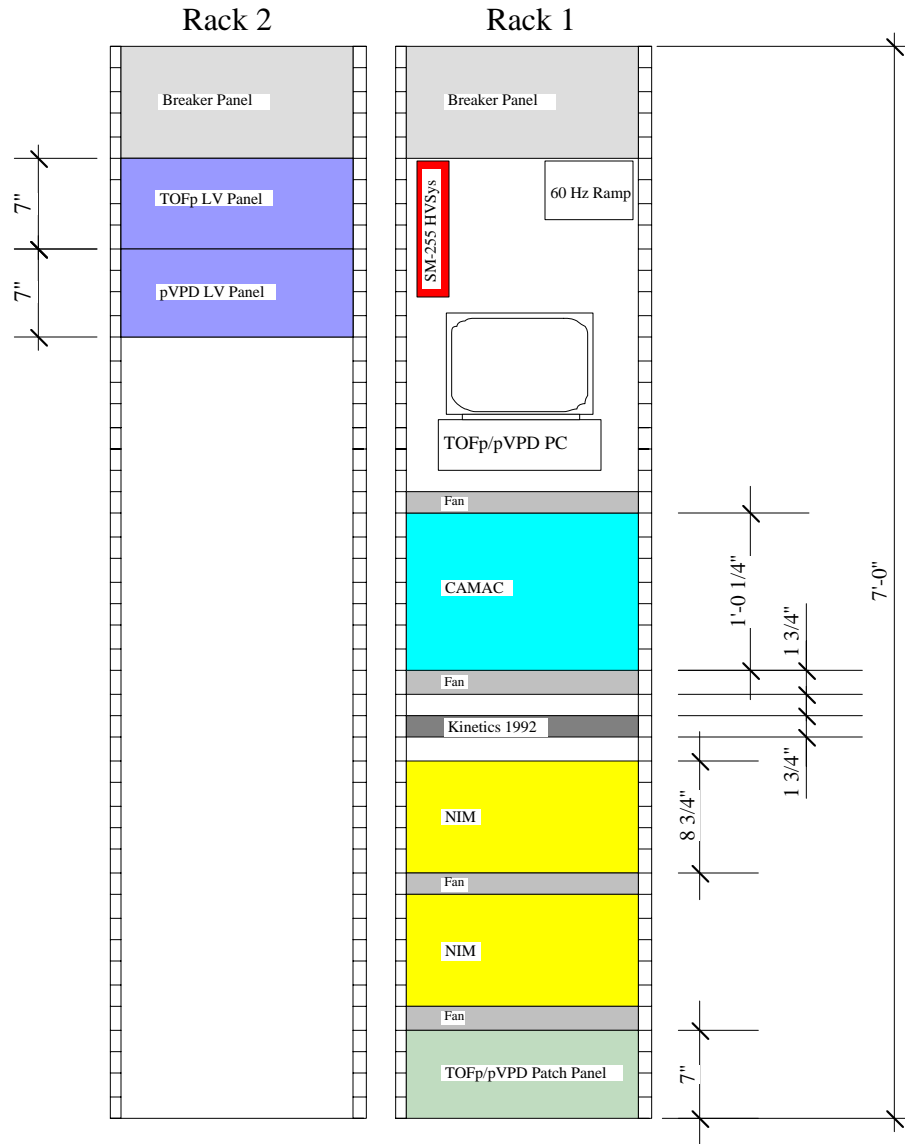 Rack 2
Rack 1
Breaker Panel
Breaker Panel
TOFp LV Panel
pVPD LV Panel
7"
7"
SM-255 HVSys
60 Hz Ramp
TOFp/pVPD PC
Fan
CAMAC
Fan
Kinetics 1992
NIM
Fan
NIM
Fan
TOFp/pVPD Patch Panel
1'-0 1/4"
1 3/4"
1 3/4"
8 3/4"
7"
7'-0"